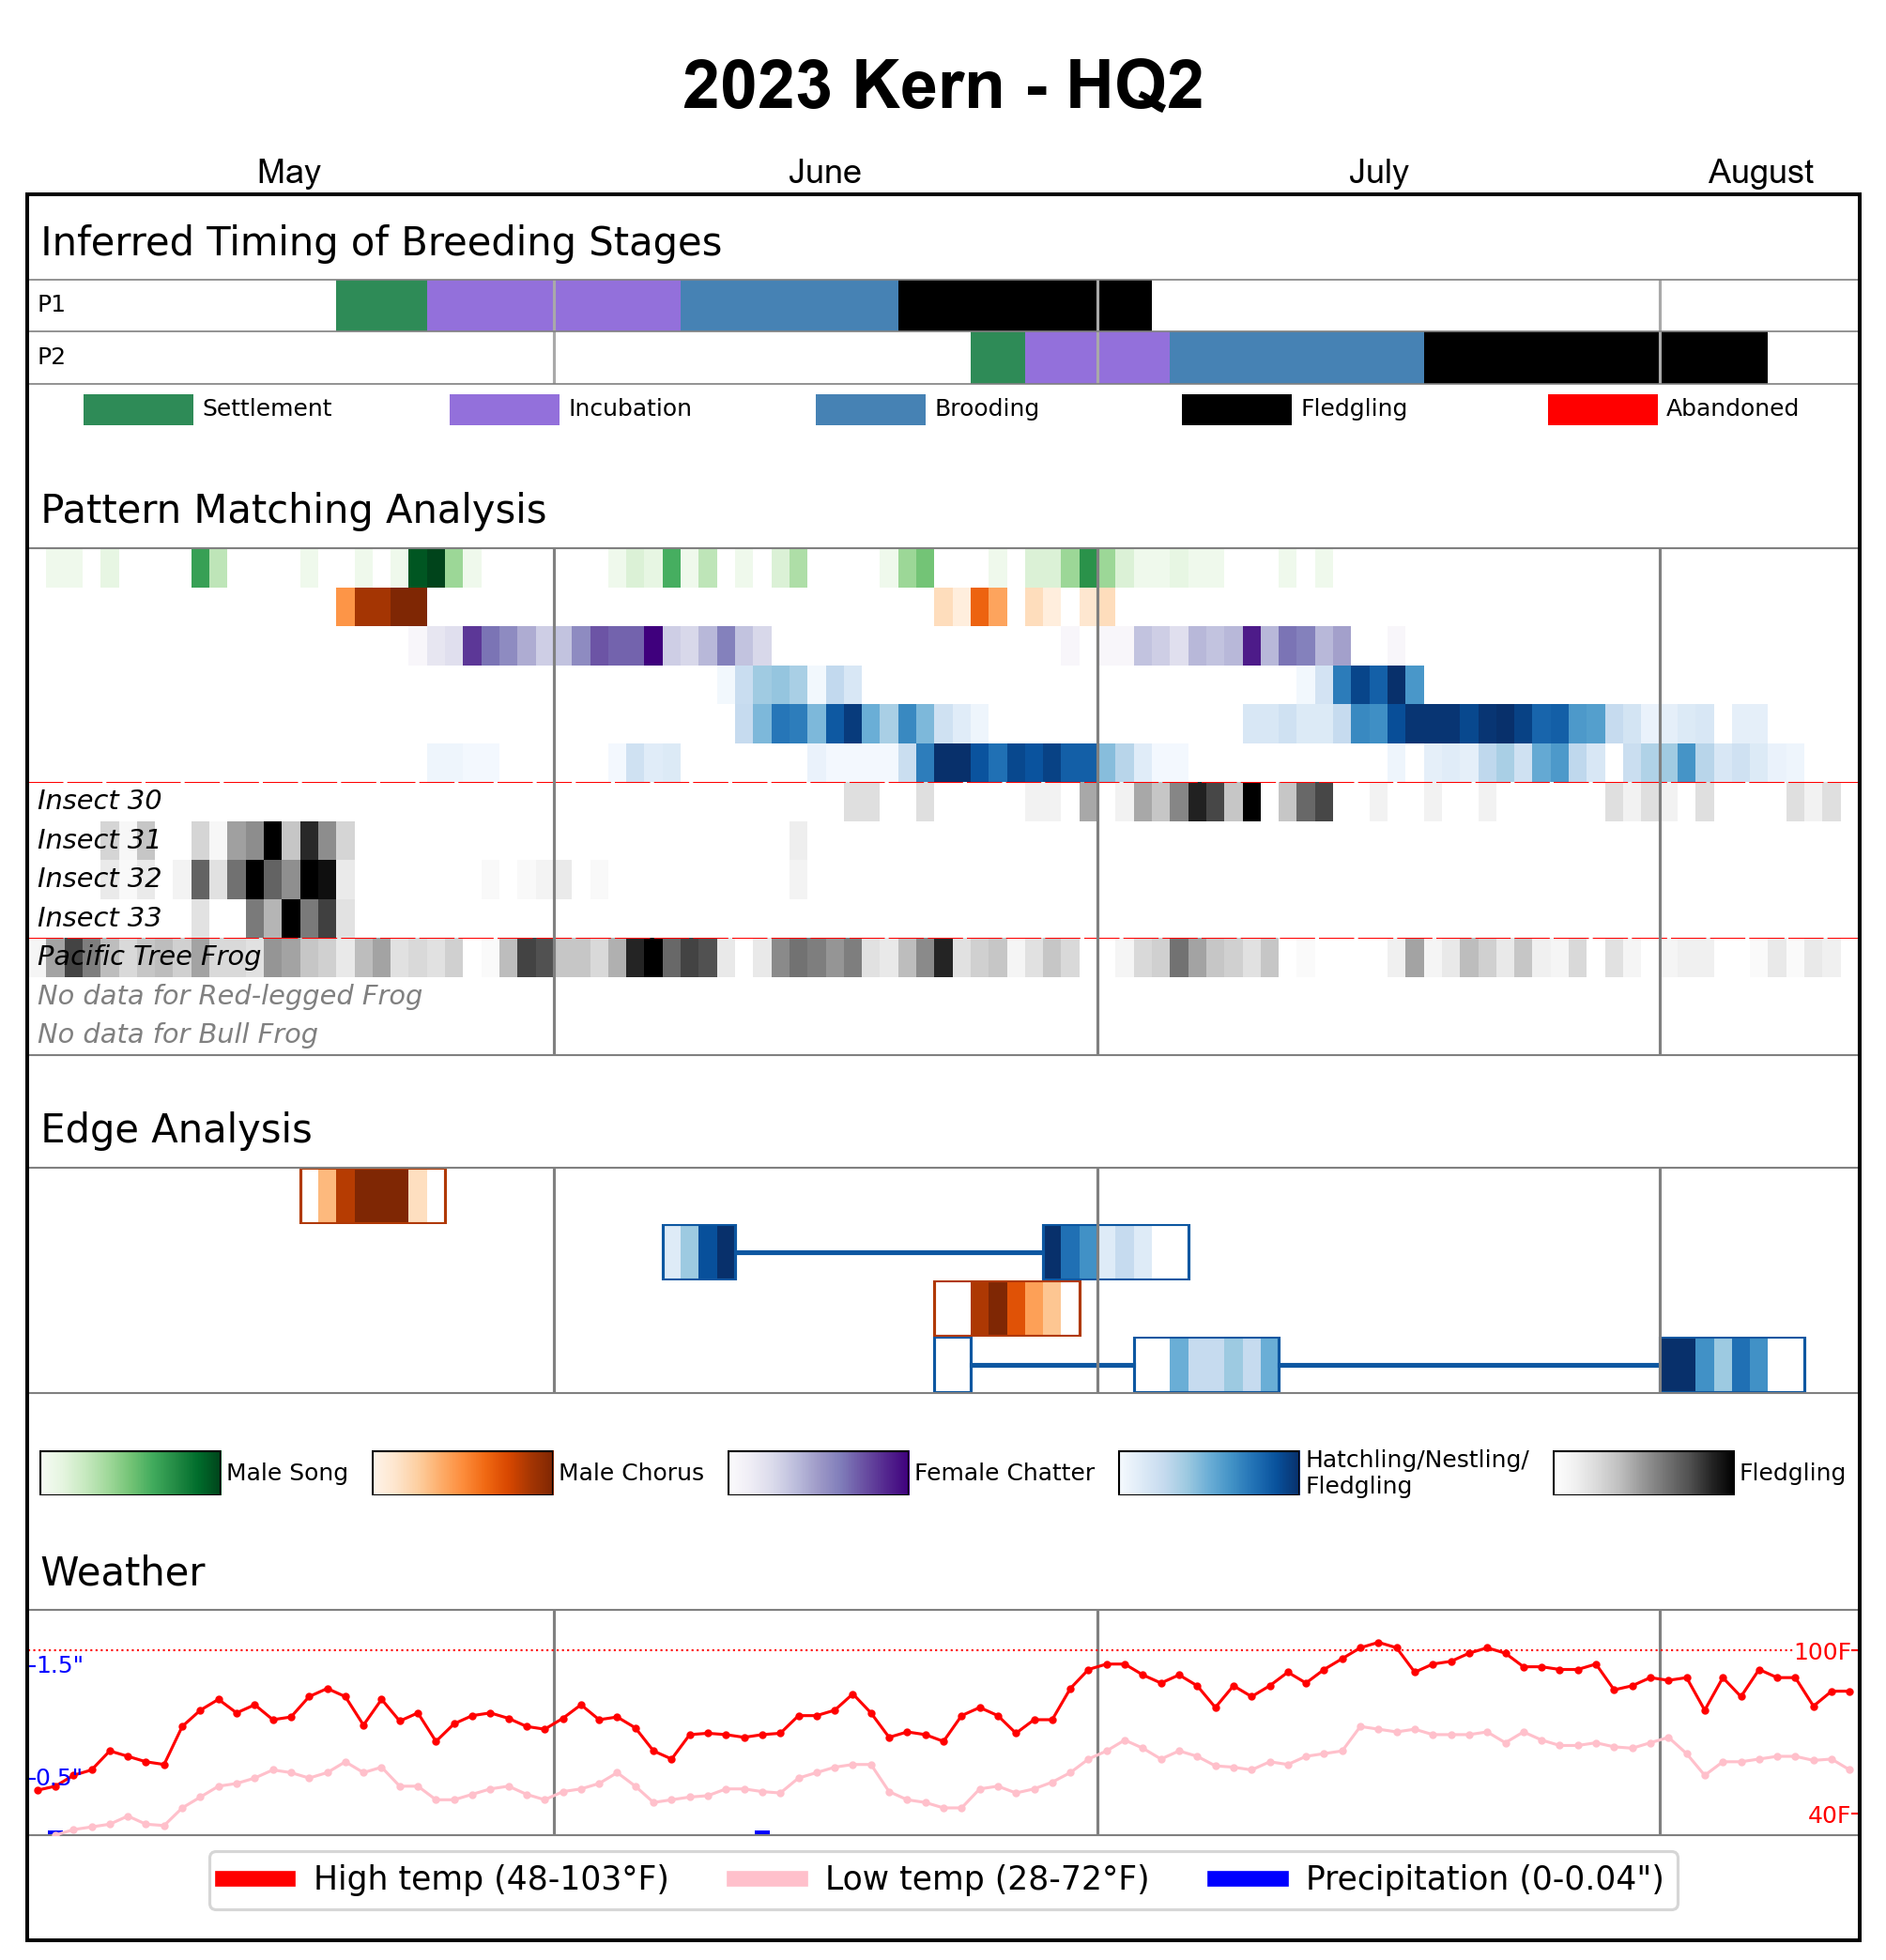 2023 Kern - HQ2
May June July August
Inferred Timing of Breeding Stages
P1
P2
Settlement Incubation Brooding Fledgling Abandoned
Pattern Matching Analysis
Insect 30
Insect 31
Insect 32
Insect 33
Pacific Tree Frog
No data for Red-legged Frog
No data for Bull Frog
Edge Analysis
Male Song Male Chorus Female Chatter Hatchling/Nestling/
Fledgling Fledgling
Weather
100F
1.5"
0.5"
40F
High temp (48-103°F) Low temp (28-72°F) Precipitation (0-0.04")